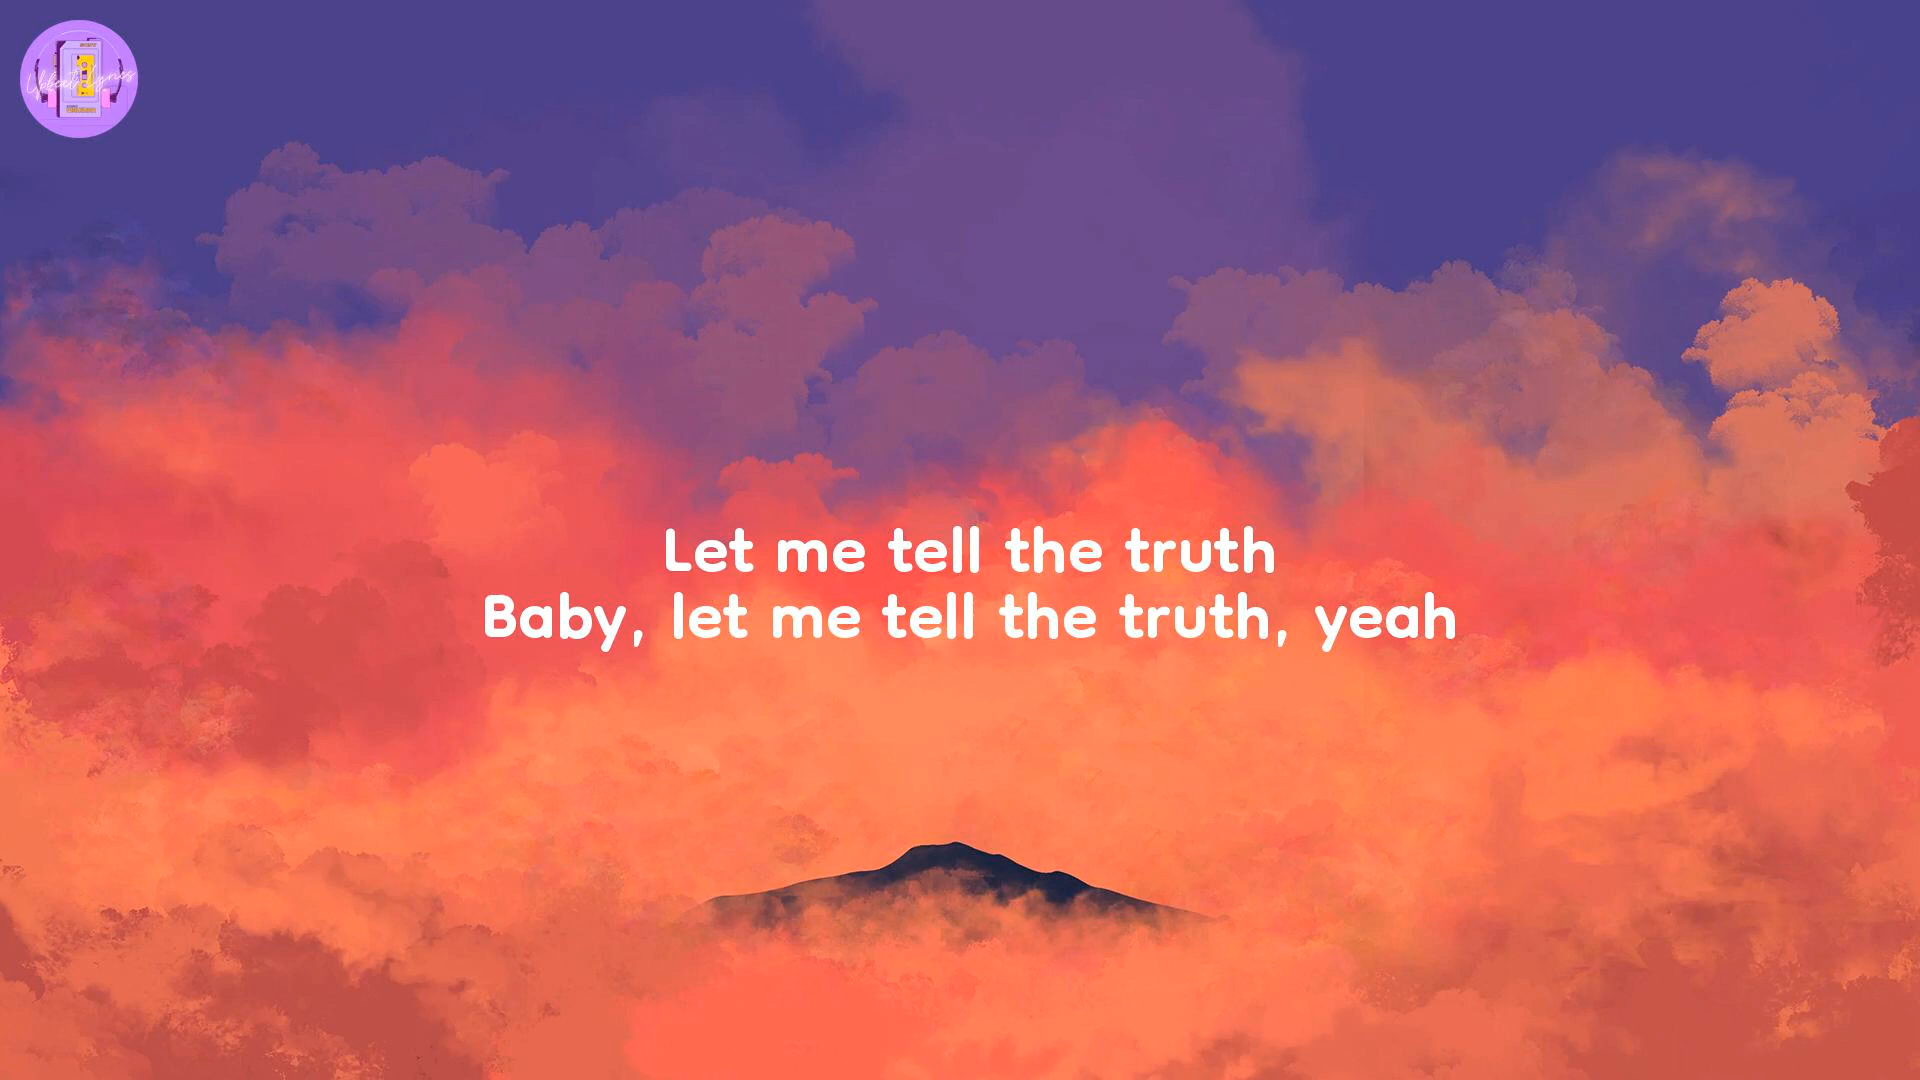 Let me tell the truth
Baby, let me tell the truth, yeah